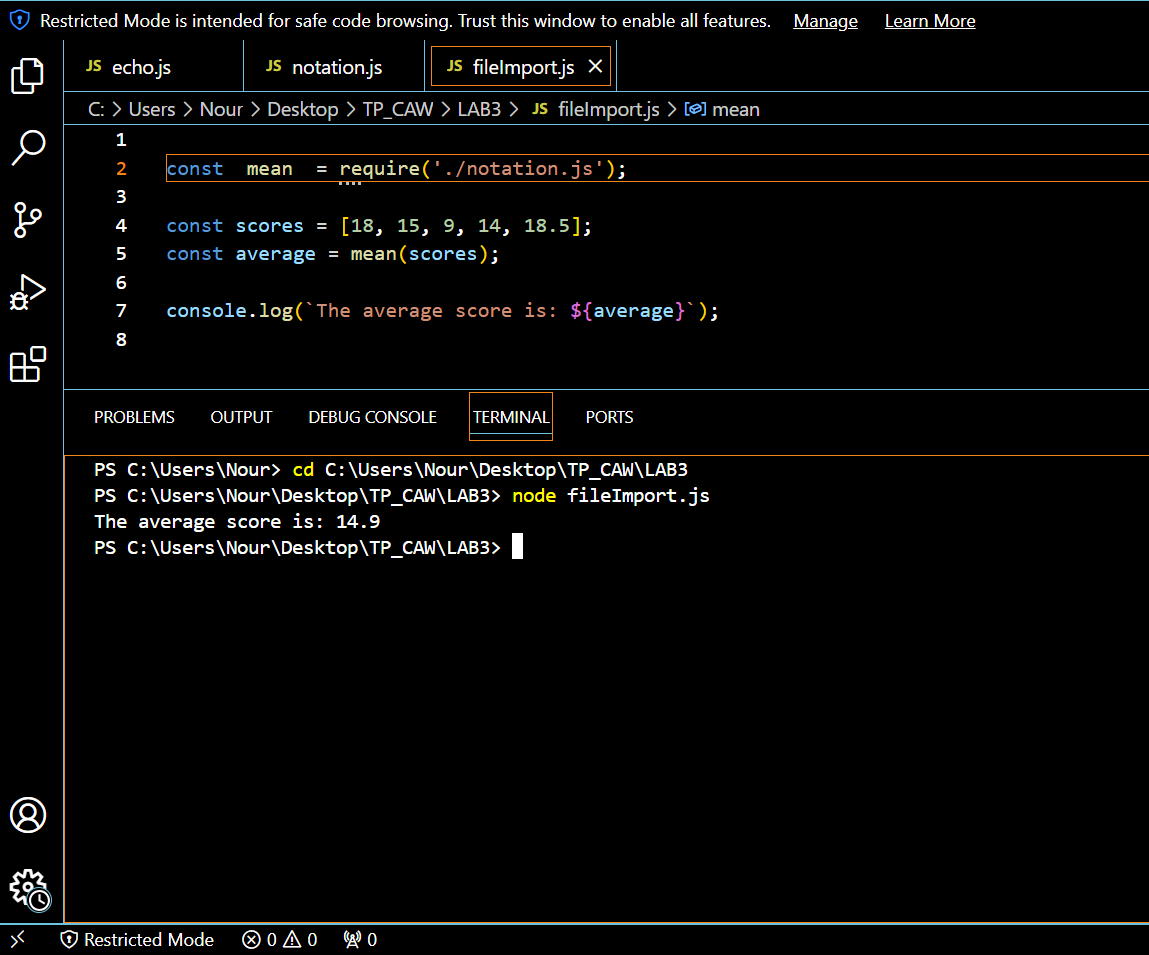 Restricted Mode is intended for safe code browsing. Trust this window to enable all features. Manage Learn More
JS echo.js JS notation.js JS fileImport.js
C: > Users > Nour > Desktop > TP_CAW > LAB3 > JS fileImport.js > mean
1
2 const  mean  = require('./notation.js');
3
4 const scores = [18, 15, 9, 14, 18.5];
5 const average = mean(scores);
6
7 console.log(`The average score is: ${average}`);
8
PROBLEMS OUTPUT DEBUG CONSOLE TERMINAL PORTS
PS C:\Users\Nour> cd C:\Users\Nour\Desktop\TP_CAW\LAB3
PS C:\Users\Nour\Desktop\TP_CAW\LAB3> node fileImport.js
The average score is: 14.9
PS C:\Users\Nour\Desktop\TP_CAW\LAB3>
Restricted Mode 0 0 0